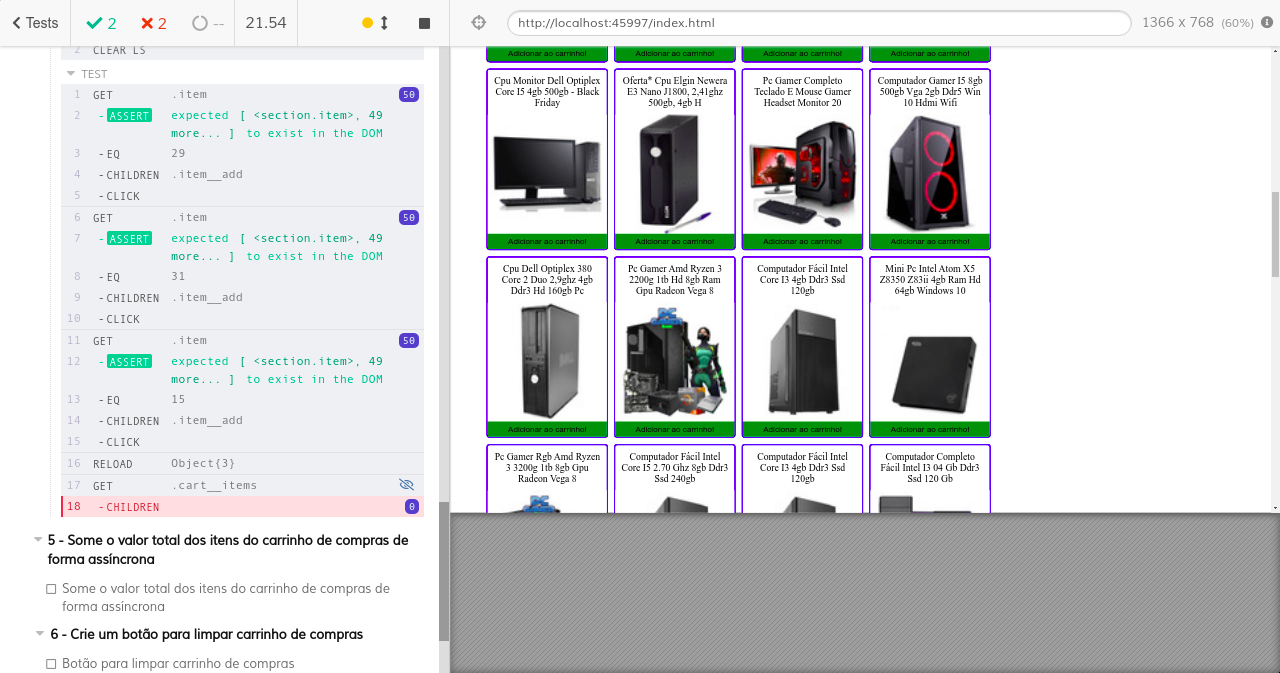 Tests
2
2
--
21.54
http://localhost:45997/index.html
1366 x 768 (60%)
2 CLEAR LS
TEST
1 GET .item 50
2 -ASSERT expected [ <section.item>, 49
more... ] to exist in the DOM
3 -EQ 29
4 -CHILDREN .item__add
5 -CLICK
6 GET .item 50
7 -ASSERT expected [ <section.item>, 49
more... ] to exist in the DOM
8 -EQ 31
9 -CHILDREN .item__add
10 -CLICK
11 GET .item 50
12 -ASSERT expected [ <section.item>, 49
more... ] to exist in the DOM
13 -EQ 15
14 -CHILDREN .item__add
15 -CLICK
16 RELOAD Object{3}
17 GET .cart__items
18 -CHILDREN 0
5 - Some o valor total dos itens do carrinho de compras de
forma assíncrona
Some o valor total dos itens do carrinho de compras de
forma assíncrona
6 - Crie um botão para limpar carrinho de compras
Botão para limpar carrinho de compras
Adicionar ao carrinho! Adicionar ao carrinho! Adicionar ao carrinho! Adicionar ao carrinho!
Cpu Monitor Dell Optiplex
Core I5 4gb 500gb - Black
Friday
Oferta* Cpu Elgin Newera
E3 Nano J1800, 2,41ghz
500gb, 4gb H
Pc Gamer Completo
Teclado E Mouse Gamer
Headset Monitor 20
Computador Gamer I5 8gb
500gb Vga 2gb Ddr5 Win
10 Hdmi Wifi
Adicionar ao carrinho! Adicionar ao carrinho! Adicionar ao carrinho! Adicionar ao carrinho!
Cpu Dell Optiplex 380
Core 2 Duo 2,9ghz 4gb
Ddr3 Hd 160gb Pc
Pc Gamer Amd Ryzen 3
2200g 1tb Hd 8gb Ram
Gpu Radeon Vega 8
Computador Fácil Intel
Core I3 4gb Ddr3 Ssd
120gb
Mini Pc Intel Atom X5
Z8350 Z83ii 4gb Ram Hd
64gb Windows 10
Adicionar ao carrinho! Adicionar ao carrinho! Adicionar ao carrinho! Adicionar ao carrinho!
Pc Gamer Rgb Amd Ryzen
3 3200g 1tb 8gb Gpu
Radeon Vega 8
Computador Fácil Intel
Core I5 2.70 Ghz 8gb Ddr3
Ssd 240gb
Computador Fácil Intel
Core I3 4gb Ddr3 Ssd
120gb
Computador Completo
Fácil Intel I3 04 Gb Ddr3
Ssd 120 Gb